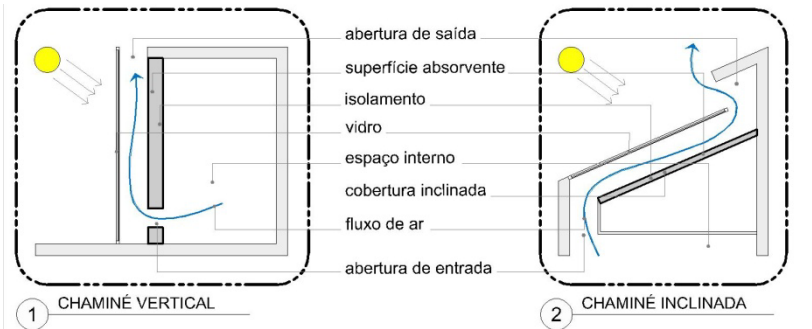 abertura de saída
superfície absorvente
isolamento
vidro
espaço interno
cobertura inclinada
fluxo de ar
abertura de entrada
1 CHAMINÉ VERTICAL
2 CHAMINÉ INCLINADA